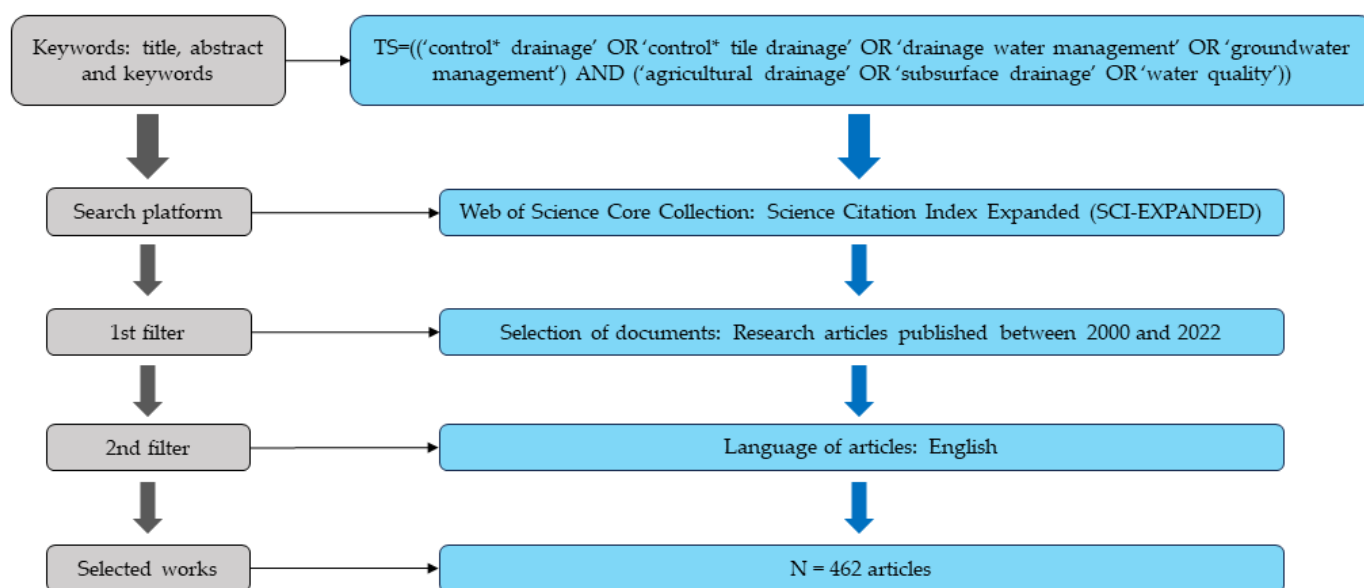 Keywords: title, abstract
and keywords
TS=((‘control* drainage’ OR ‘control* tile drainage’ OR ‘drainage water management’ OR ‘groundwater
management’) AND (‘agricultural drainage’ OR ‘subsurface drainage’ OR ‘water quality’))
Search platform
Web of Science Core Collection: Science Citation Index Expanded (SCI-EXPANDED)
1st filter
Selection of documents: Research articles published between 2000 and 2022
2nd filter
Language of articles: English
Selected works
N = 462 articles